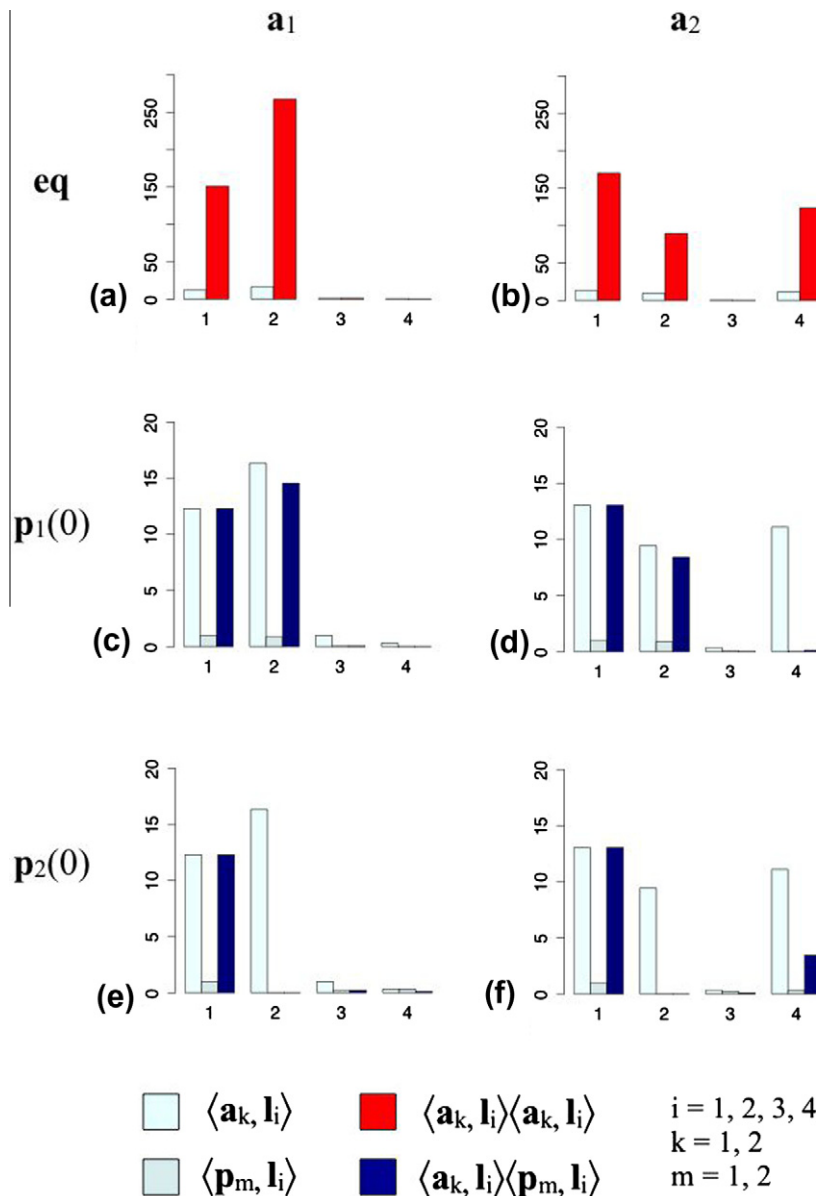 a1 a2
eq
250
150
50
0
(a)
1 2 3 4
250
150
50
0
(b)
1 2 3 4
p1(0)
20
15
10
5
0
(c)
1 2 3 4
20
15
10
5
0
(d)
1 2 3 4
p2(0)
20
15
10
5
0
(e)
1 2 3 4
20
15
10
5
0
(f)
1 2 3 4
⟨ak, li⟩ ⟨ak, li⟩⟨ak, li⟩ i = 1, 2, 3, 4
k = 1, 2
⟨pm, li⟩ ⟨ak, li⟩⟨pm, li⟩ m = 1, 2